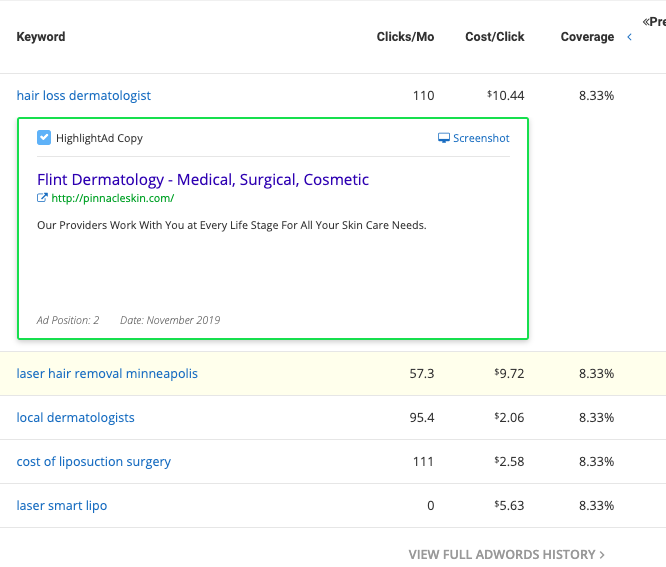 «Pre
Keyword Clicks/Mo Cost/Click Coverage ‹
hair loss dermatologist 110 $10.44 8.33%
HighlightAd Copy Screenshot
Flint Dermatology - Medical, Surgical, Cosmetic
http://pinnacleskin.com/
Our Providers Work With You at Every Life Stage For All Your Skin Care Needs.
Ad Position: 2 Date: November 2019
laser hair removal minneapolis 57.3 $9.72 8.33%
local dermatologists 95.4 $2.06 8.33%
cost of liposuction surgery 111 $2.58 8.33%
laser smart lipo 0 $5.63 8.33%
VIEW FULL ADWORDS HISTORY ›